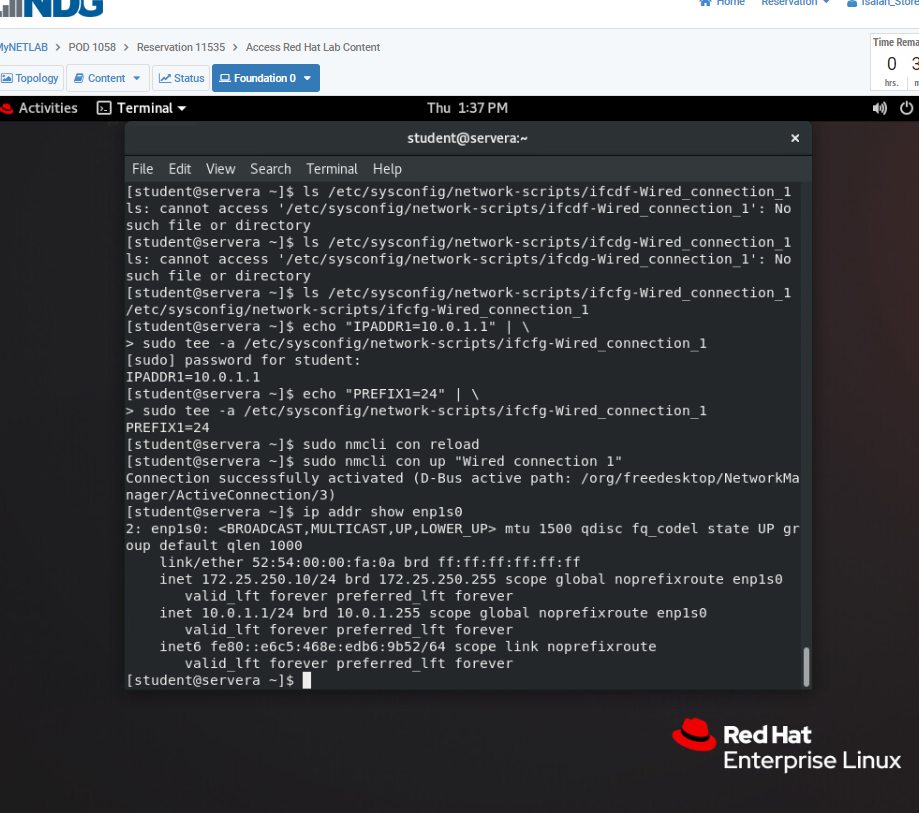 NDG
Home Reservation
MyNETLAB > POD 1058 > Reservation 11535 > Access Red Hat Lab Content
Time Rema
Topology Content Status Foundation 0
0 3
hrs.
Activities Terminal Thu 1:37 PM
student@servera:~ ×
File Edit View Search Terminal Help
[student@servera ~]$ ls /etc/sysconfig/network-scripts/ifcdf-Wired_connection_1
ls: cannot access '/etc/sysconfig/network-scripts/ifcdf-Wired_connection_1': No
such file or directory
[student@servera ~]$ ls /etc/sysconfig/network-scripts/ifcdg-Wired_connection_1
ls: cannot access '/etc/sysconfig/network-scripts/ifcdg-Wired_connection_1': No
such file or directory
[student@servera ~]$ ls /etc/sysconfig/network-scripts/ifcfg-Wired_connection_1
/etc/sysconfig/network-scripts/ifcfg-Wired_connection_1
[student@servera ~]$ echo "IPADDR1=10.0.1.1" | \
> sudo tee -a /etc/sysconfig/network-scripts/ifcfg-Wired_connection_1
[sudo] password for student:
IPADDR1=10.0.1.1
[student@servera ~]$ echo "PREFIX1=24" | \
> sudo tee -a /etc/sysconfig/network-scripts/ifcfg-Wired_connection_1
PREFIX1=24
[student@servera ~]$ sudo nmcli con reload
[student@servera ~]$ sudo nmcli con up "Wired connection 1"
Connection successfully activated (D-Bus active path: /org/freedesktop/NetworkMa
nager/ActiveConnection/3)
[student@servera ~]$ ip addr show enp1s0
2: enp1s0: <BROADCAST,MULTICAST,UP,LOWER_UP> mtu 1500 qdisc fq_codel state UP gr
oup default qlen 1000
    link/ether 52:54:00:00:fa:0a brd ff:ff:ff:ff:ff:ff
    inet 172.25.250.10/24 brd 172.25.250.255 scope global noprefixroute enp1s0
       valid_lft forever preferred_lft forever
    inet 10.0.1.1/24 brd 10.0.1.255 scope global noprefixroute enp1s0
       valid_lft forever preferred_lft forever
    inet6 fe80::e6c5:468e:edb6:9b52/64 scope link noprefixroute
       valid_lft forever preferred_lft forever
[student@servera ~]$
Red Hat
Enterprise Linux